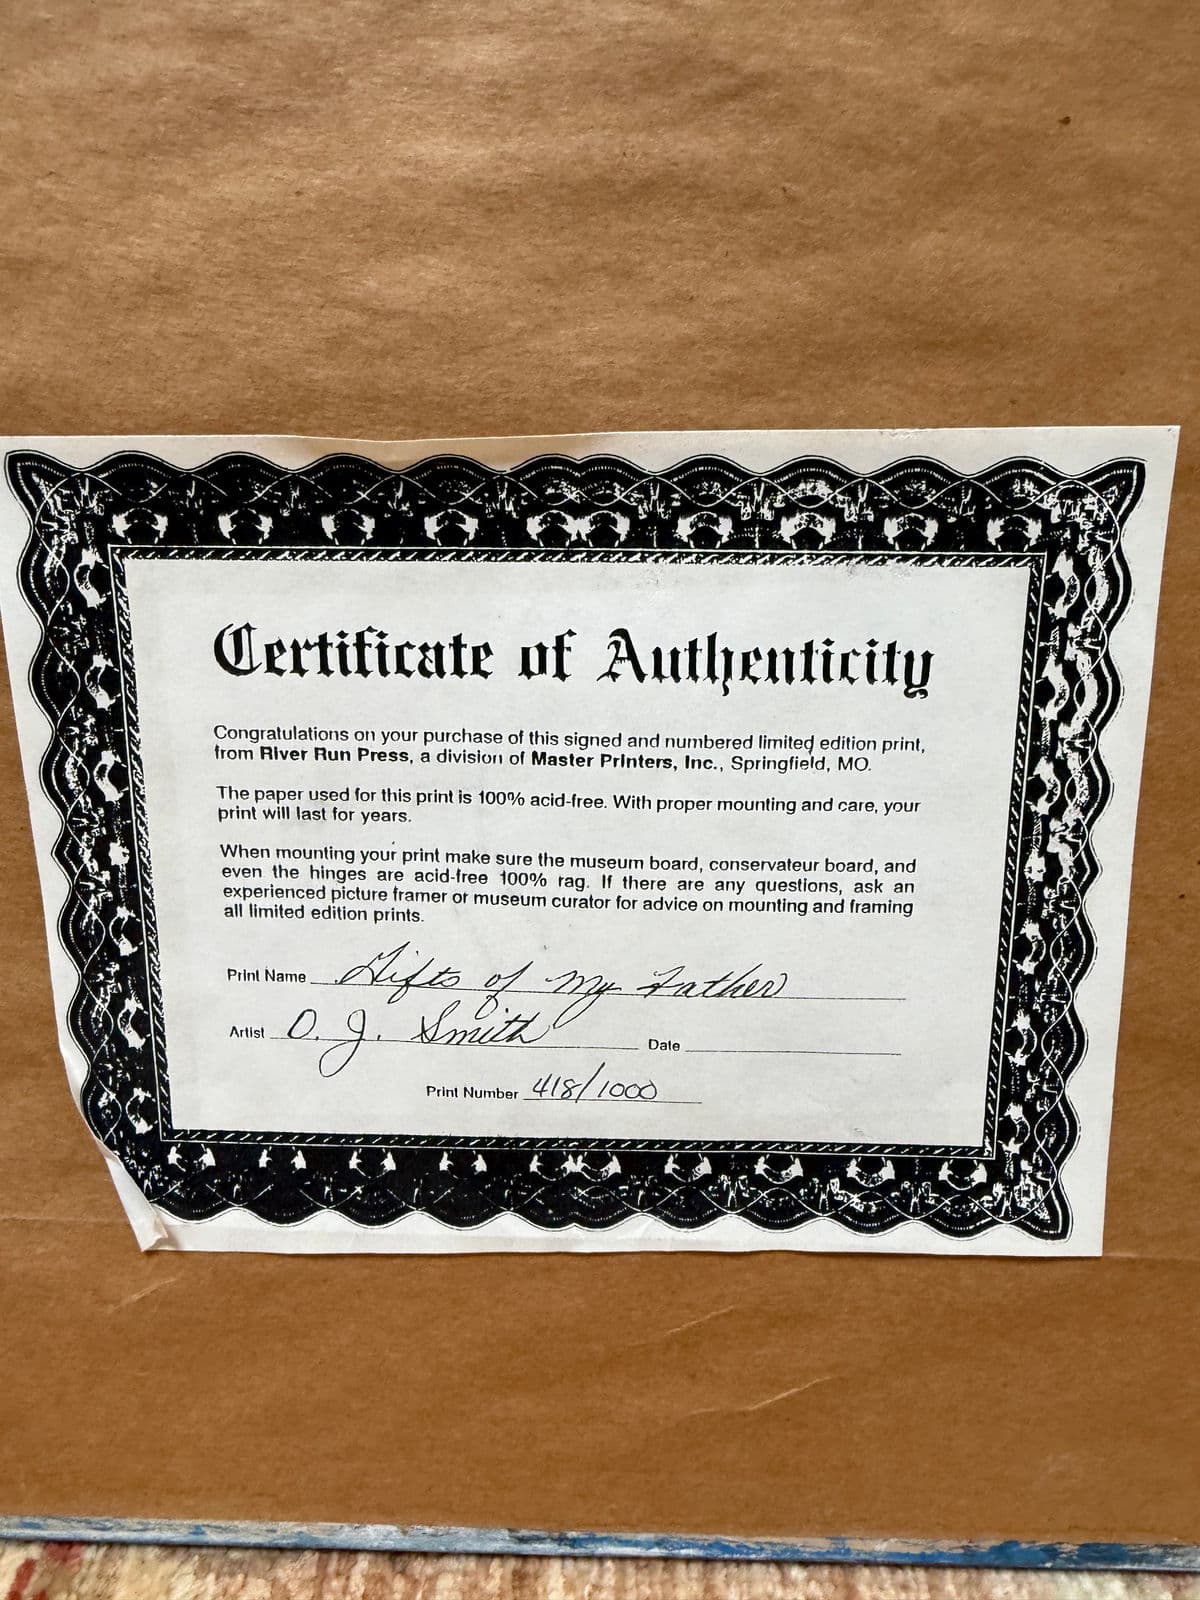 Certificate of Authenticity
Congratulations on your purchase of this signed and numbered limited edition print,
from River Run Press, a division of Master Printers, Inc., Springfield, MO.
The paper used for this print is 100% acid-free. With proper mounting and care, your
print will last for years.
When mounting your print make sure the museum board, conservateur board, and
even the hinges are acid-free 100% rag. If there are any questions, ask an
experienced picture framer or museum curator for advice on mounting and framing
all limited edition prints.
Print Name Gifts of My Father
Artist D. J. Smith Date
Print Number 418/1000